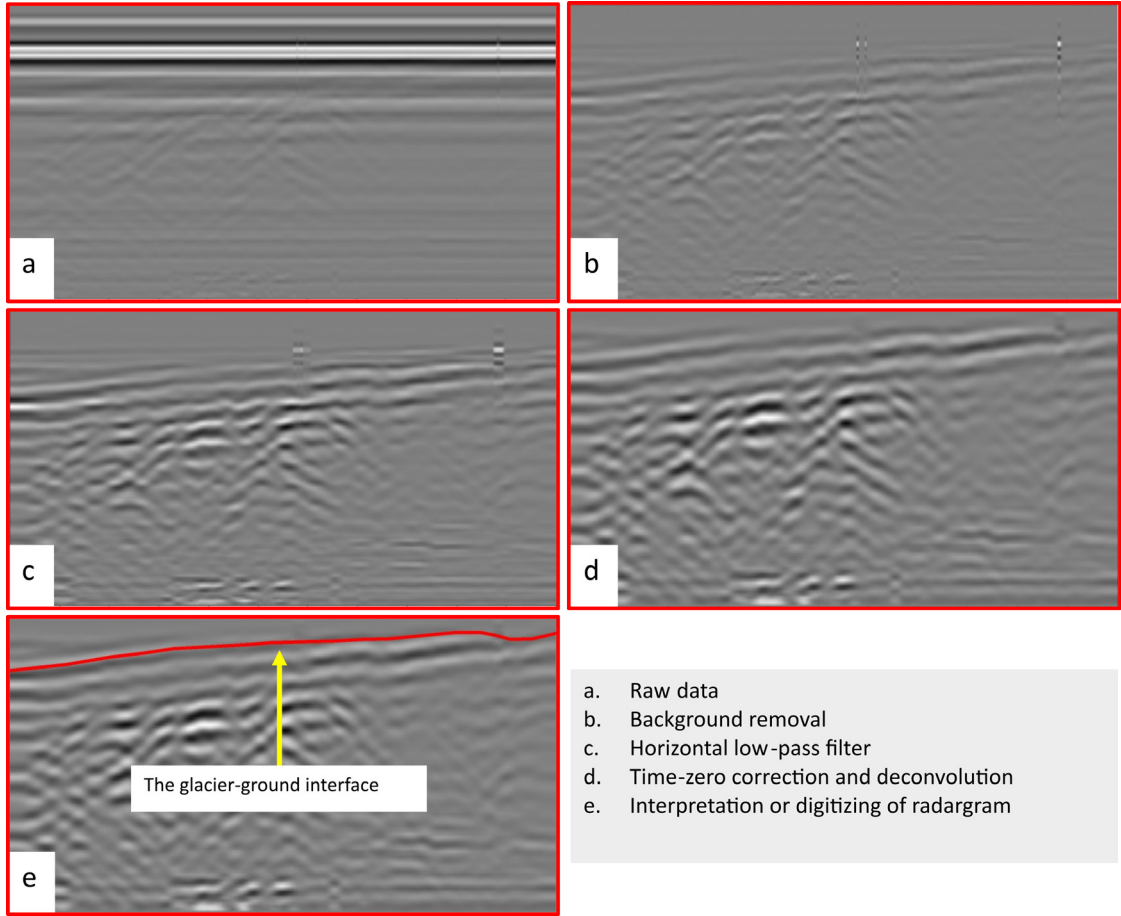 a
b
c
d
The glacier-ground interface
e
a. Raw data
b. Background removal
c. Horizontal low-pass filter
d. Time-zero correction and deconvolution
e. Interpretation or digitizing of radargram